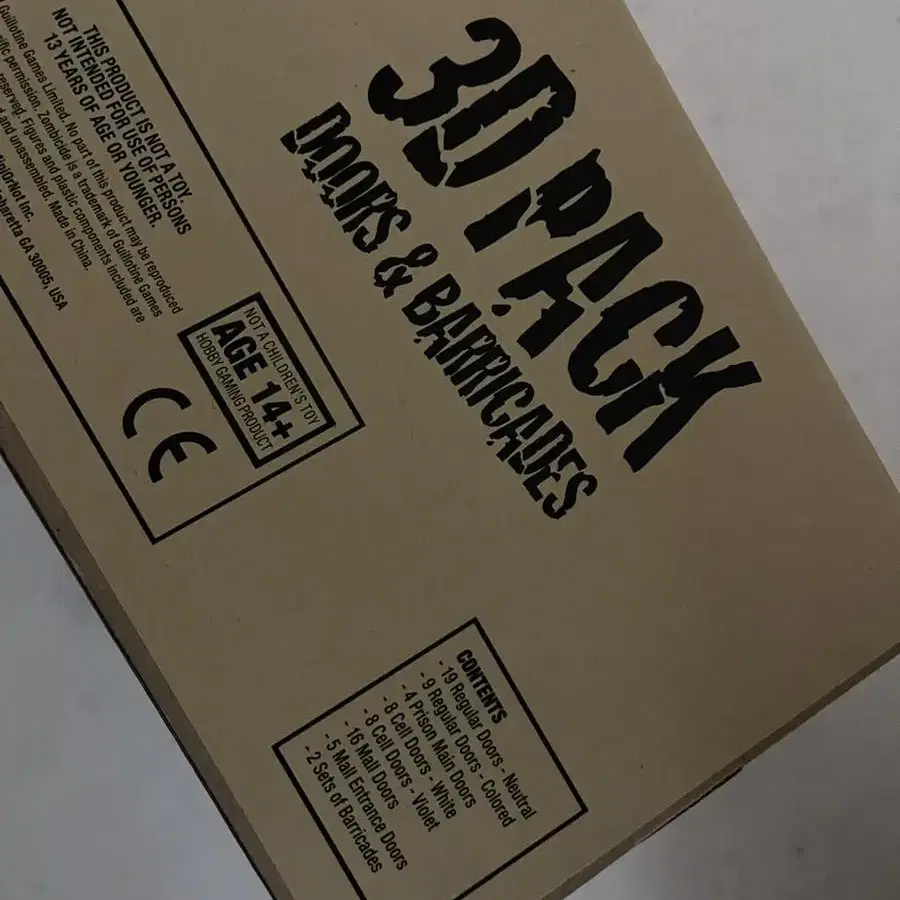 3D PACK
DOORS & BARRICADES
THIS PRODUCT IS NOT A TOY.
NOT INTENDED FOR USE OF PERSONS
13 YEARS OF AGE OR YOUNGER.
Guillotine Games Limited. No part of this product may be reproduced
permission. Zombicide is a trademark of Guillotine Games
reserved. Figures and plastic components included are
and unassembled. Made in China.
OrNot Inc.
GA 30005, USA
NOT A CHILDREN'S TOY
AGE 14+
HOBBY GAMING PRODUCT
CE
CONTENTS
- 19 Regular Doors - Neutral
- 9 Regular Doors - Colored
- 4 Prison Main Doors
- 8 Cell Doors - White
- 8 Cell Doors - Violet
- 16 Mall Doors
- 5 Mall Entrance Doors
- 2 Sets of Barricades